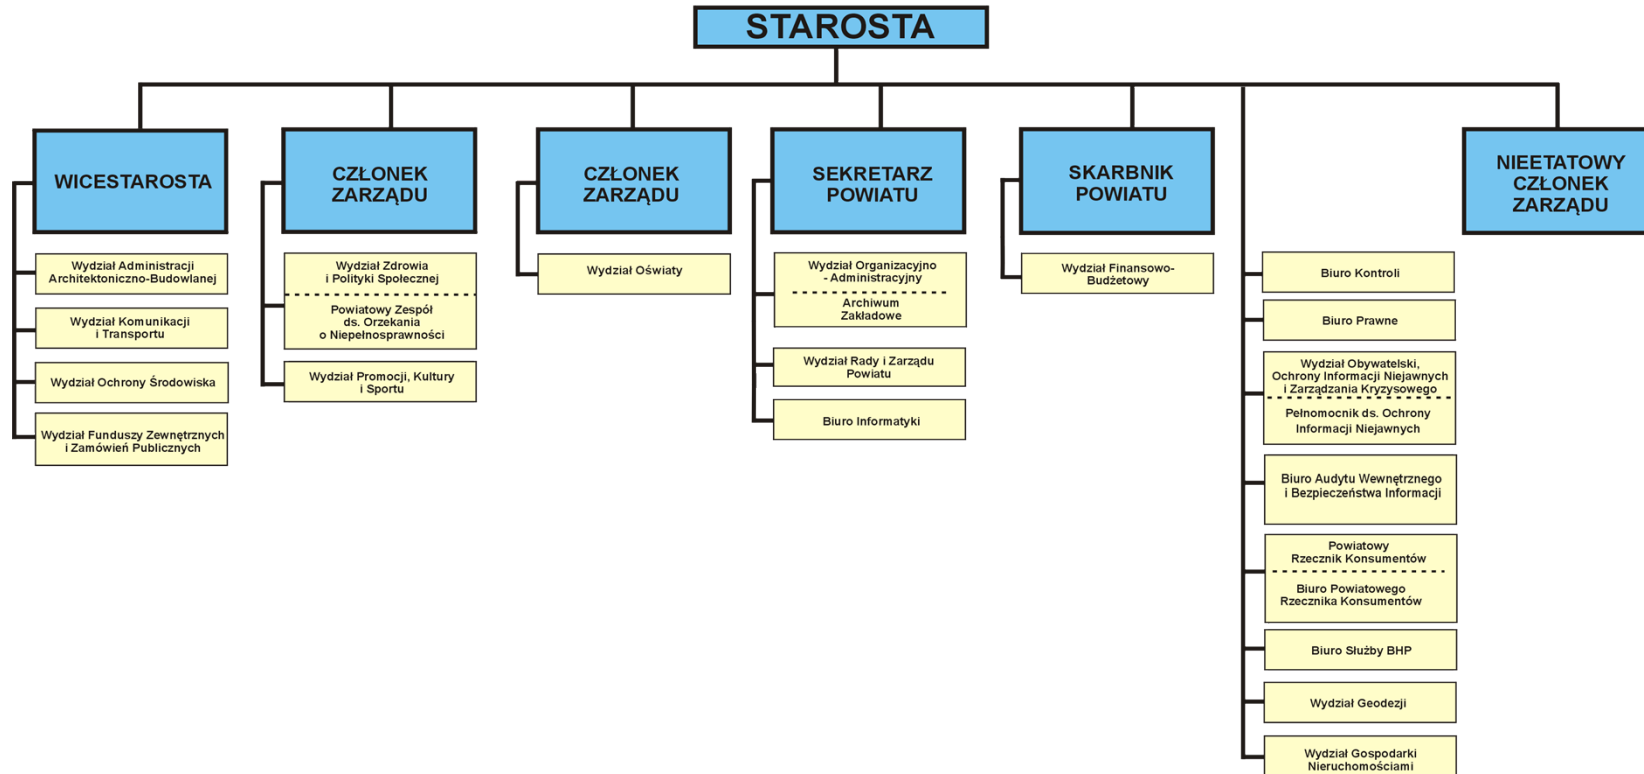 STAROSTA
WICESTAROSTA
Wydział Administracji
Architektoniczno-Budowlanej
Wydział Komunikacji
i Transportu
Wydział Ochrony Środowiska
Wydział Funduszy Zewnętrznych
i Zamówień Publicznych
CZŁONEK
ZARZĄDU
Wydział Zdrowia
i Polityki Społecznej
Powiatowy Zespół
ds. Orzekania
o Niepełnosprawności
Wydział Promocji, Kultury
i Sportu
CZŁONEK
ZARZĄDU
Wydział Oświaty
SEKRETARZ
POWIATU
Wydział Organizacyjno
- Administracyjny
Archiwum
Zakładowe
Wydział Rady i Zarządu
Powiatu
Biuro Informatyki
SKARBNIK
POWIATU
Wydział Finansowo-
Budżetowy
Biuro Kontroli
Biuro Prawne
Wydział Obywatelski,
Ochrony Informacji Niejawnych
i Zarządzania Kryzysowego
Pełnomocnik ds. Ochrony
Informacji Niejawnych
Biuro Audytu Wewnętrznego
i Bezpieczeństwa Informacji
Powiatowy
Rzecznik Konsumentów
Biuro Powiatowego
Rzecznika Konsumentów
Biuro Służby BHP
Wydział Geodezji
Wydział Gospodarki
Nieruchomościami
NIEETATOWY
CZŁONEK
ZARZĄDU